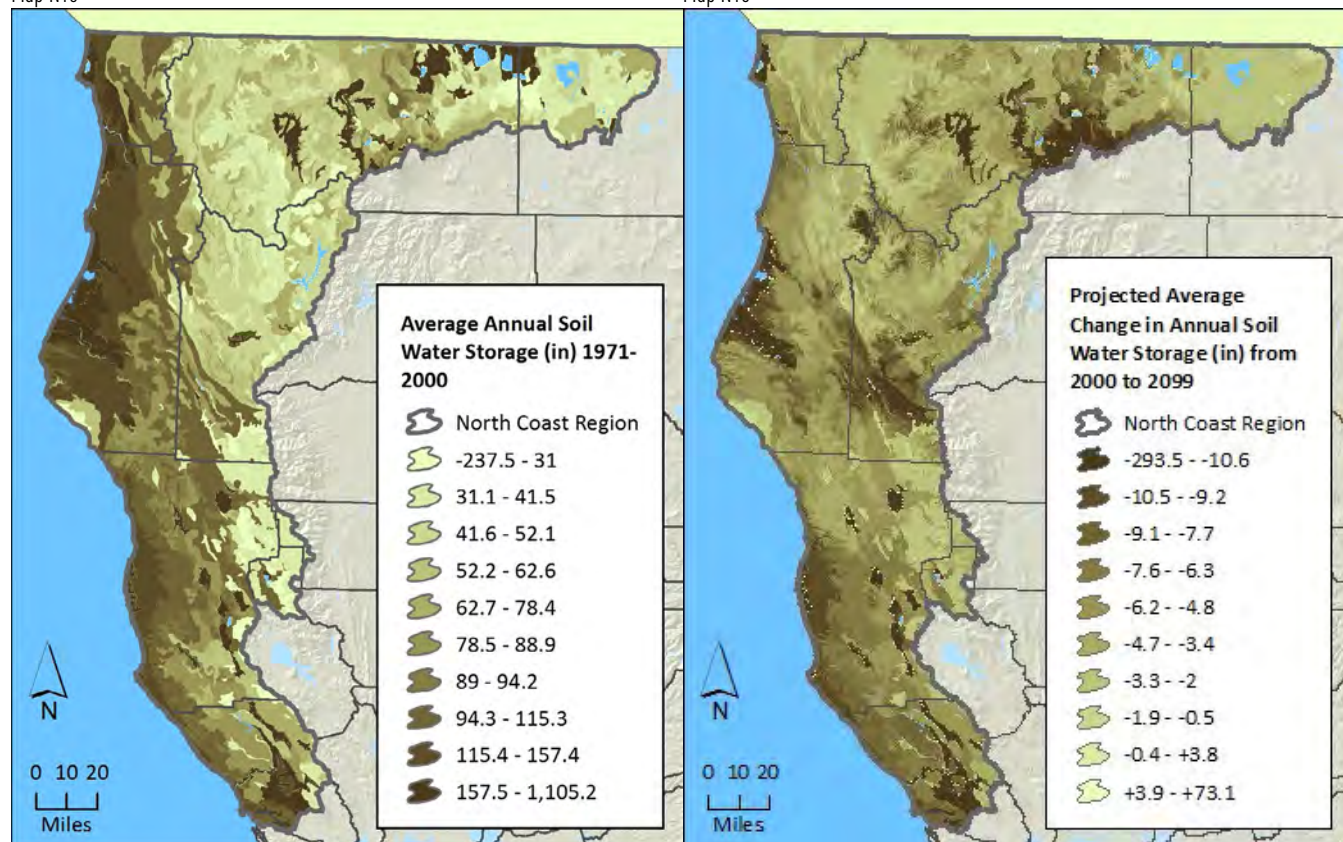 Average Annual Soil
Water Storage (in) 1971-
2000
North Coast Region
-237.5 - 31
31.1 - 41.5
41.6 - 52.1
52.2 - 62.6
62.7 - 78.4
78.5 - 88.9
89 - 94.2
94.3 - 115.3
115.4 - 157.4
157.5 - 1,105.2
N
0 10 20
Miles
Projected Average
Change in Annual Soil
Water Storage (in) from
2000 to 2099
North Coast Region
-293.5 - -10.6
-10.5 - -9.2
-9.1 - -7.7
-7.6 - -6.3
-6.2 - -4.8
-4.7 - -3.4
-3.3 - -2
-1.9 - -0.5
-0.4 - +3.8
+3.9 - +73.1
N
0 10 20
Miles